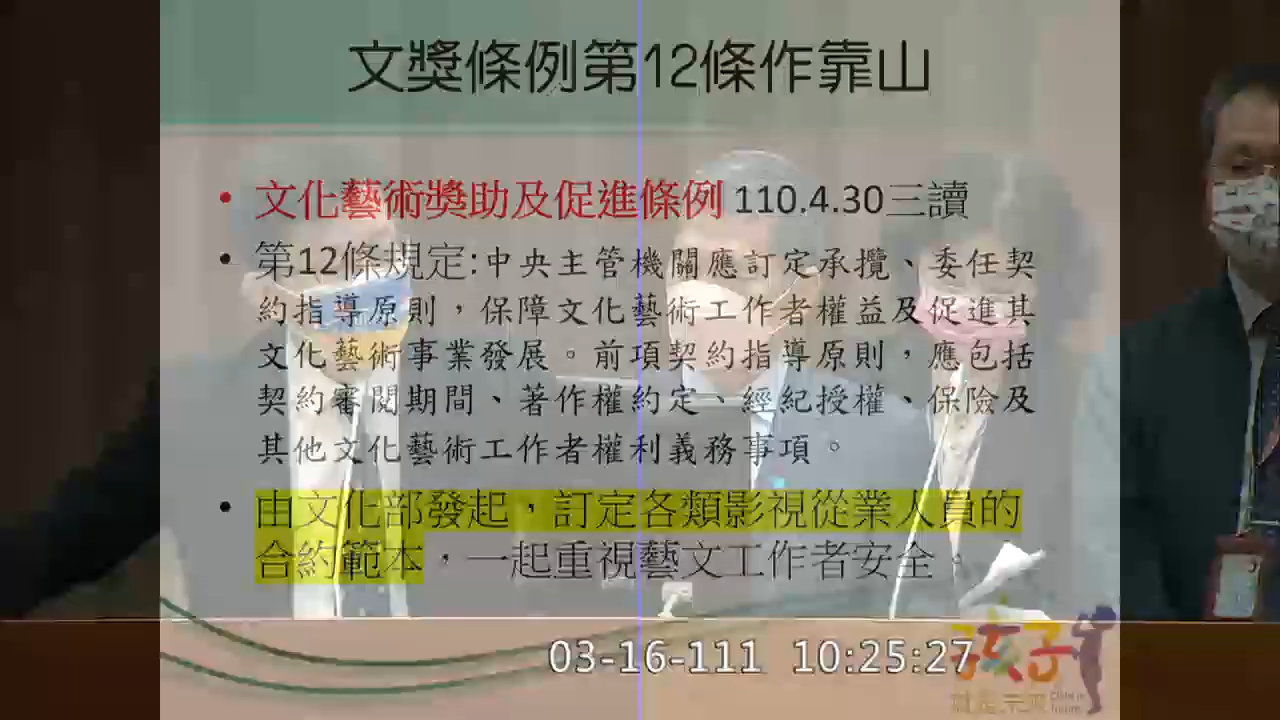 文獎條例第12條作靠山
• 文化藝術獎助及促進條例 110.4.30三讀
• 第12條規定:中央主管機關應訂定承攬、委任契
約指導原則，保障文化藝術工作者權益及促進其
文化藝術事業發展。前項契約指導原則，應包括
契約審閱期間、著作權約定、經紀授權、保險及
其他文化藝術工作者權利義務事項。
• 由文化部發起，訂定各類影視從業人員的
合約範本，一起重視藝文工作者安全。
03-16-111 10:25:27
孩子